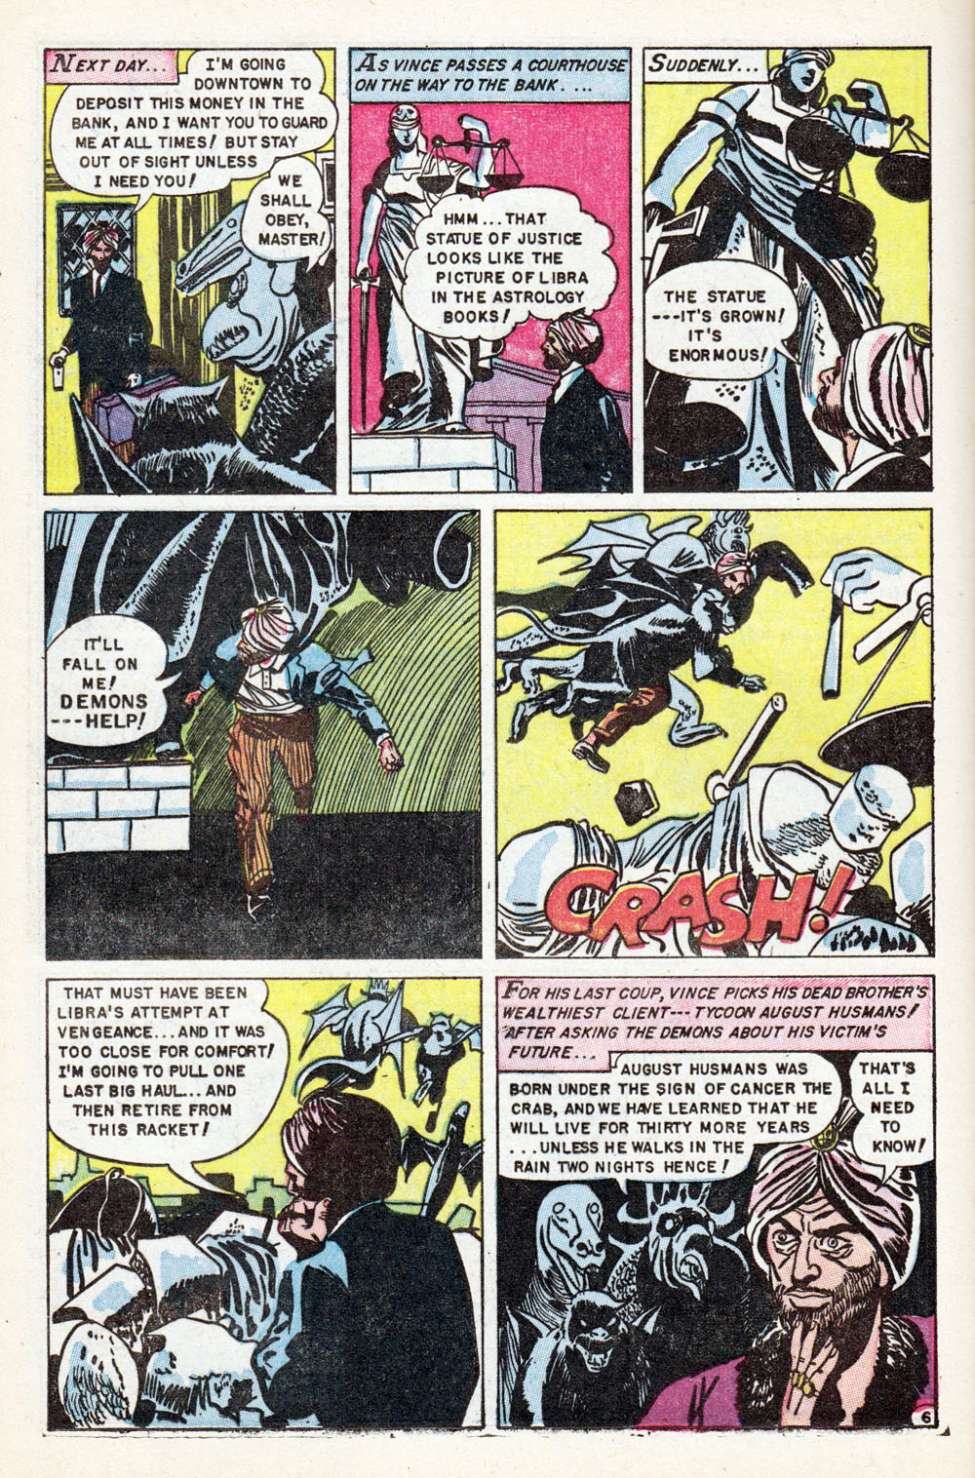 NEXT DAY...
I'M GOING
DOWNTOWN TO
DEPOSIT THIS MONEY IN THE
BANK, AND I WANT YOU TO GUARD
ME AT ALL TIMES! BUT STAY
OUT OF SIGHT UNLESS
I NEED YOU!
WE
SHALL
OBEY,
MASTER!
AS VINCE PASSES A COURTHOUSE
ON THE WAY TO THE BANK. ...
HMM...THAT
STATUE OF JUSTICE
LOOKS LIKE THE
PICTURE OF LIBRA
IN THE ASTROLOGY
BOOKS!
SUDDENLY...
THE STATUE
---IT'S GROWN!
IT'S
ENORMOUS!
IT'LL
FALL ON
ME!
DEMONS
---HELP!
CRASH!
THAT MUST HAVE BEEN
LIBRA'S ATTEMPT AT
VENGEANCE...AND IT WAS
TOO CLOSE FOR COMFORT!
I'M GOING TO PULL ONE
LAST BIG HAUL...AND
THEN RETIRE FROM
THIS RACKET!
FOR HIS LAST COUP, VINCE PICKS HIS DEAD BROTHER'S
WEALTHIEST CLIENT--- TYCOON AUGUST HUSMANS!
AFTER ASKING THE DEMONS ABOUT HIS VICTIM'S
FUTURE...
AUGUST HUSMANS WAS
BORN UNDER THE SIGN OF CANCER THE
CRAB, AND WE HAVE LEARNED THAT HE
WILL LIVE FOR THIRTY MORE YEARS
...UNLESS HE WALKS IN THE
RAIN TWO NIGHTS HENCE!
THAT'S
ALL I
NEED
TO
KNOW!
6